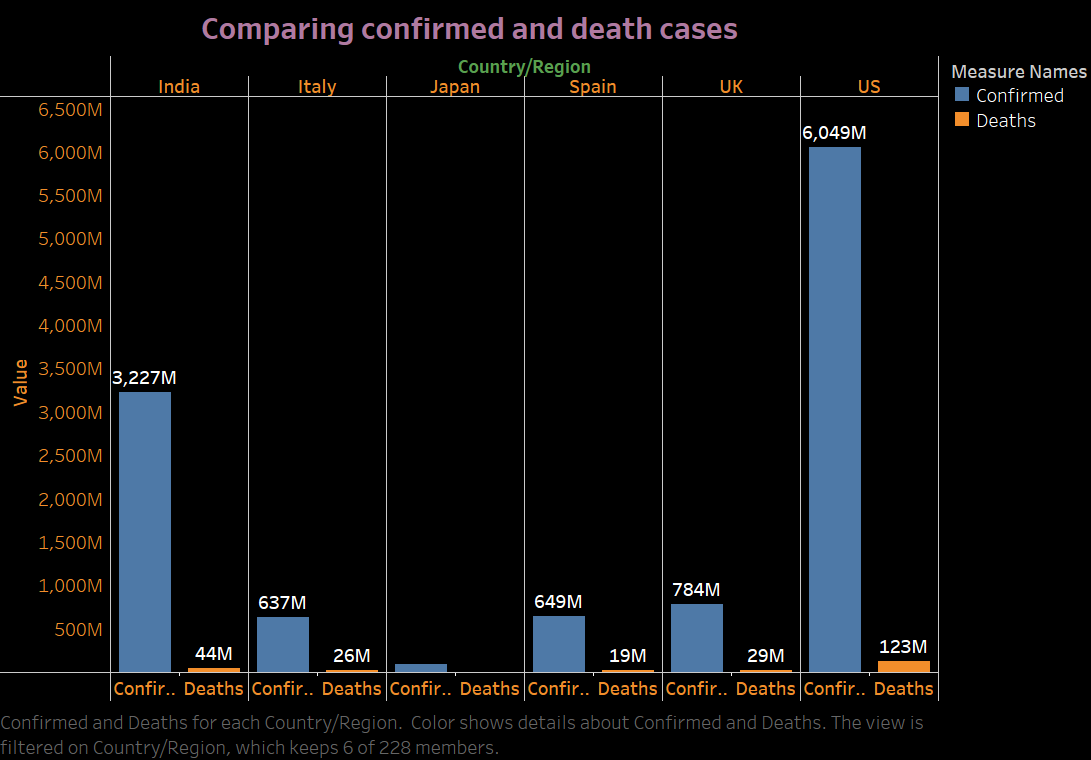 Comparing confirmed and death cases
Country/Region
India Italy Japan Spain UK US
Measure Names
Confirmed
Deaths
Value
6,500M
6,000M
5,500M
5,000M
4,500M
4,000M
3,500M
3,000M
2,500M
2,000M
1,500M
1,000M
500M
3,227M
44M
637M
26M
649M
19M
784M
29M
6,049M
123M
Confir.. Deaths Confir.. Deaths Confir.. Deaths Confir.. Deaths Confir.. Deaths Confir.. Deaths
Confirmed and Deaths for each Country/Region. Color shows details about Confirmed and Deaths. The view is
filtered on Country/Region, which keeps 6 of 228 members.